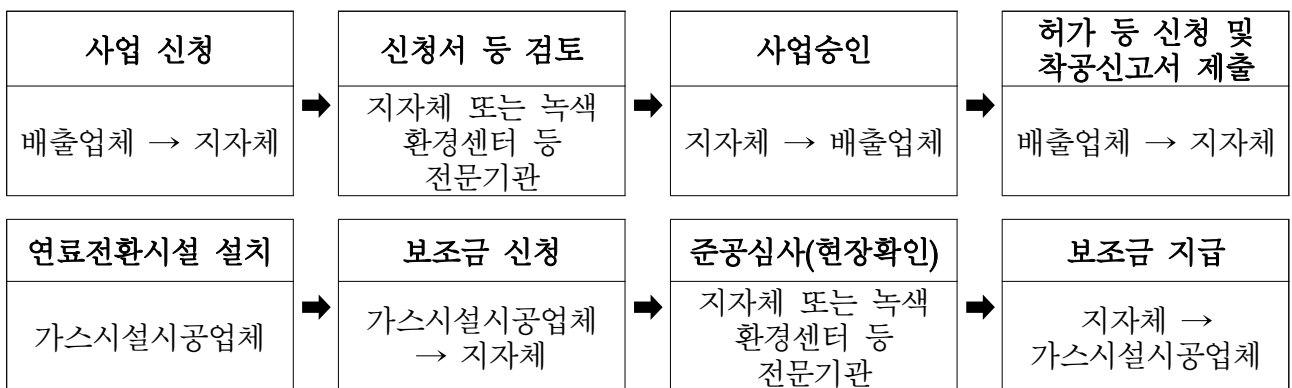 사업 신청
배출업체 → 지자체
신청서 등 검토
지자체 또는 녹색
환경센터 등
전문기관
사업승인
지자체 → 배출업체
허가 등 신청 및
착공신고서 제출
배출업체 → 지자체
연료전환시설 설치
가스시설시공업체
보조금 신청
가스시설시공업체
→ 지자체
준공심사(현장확인)
지자체 또는 녹색
환경센터 등
전문기관
보조금 지급
지자체 →
가스시설시공업체